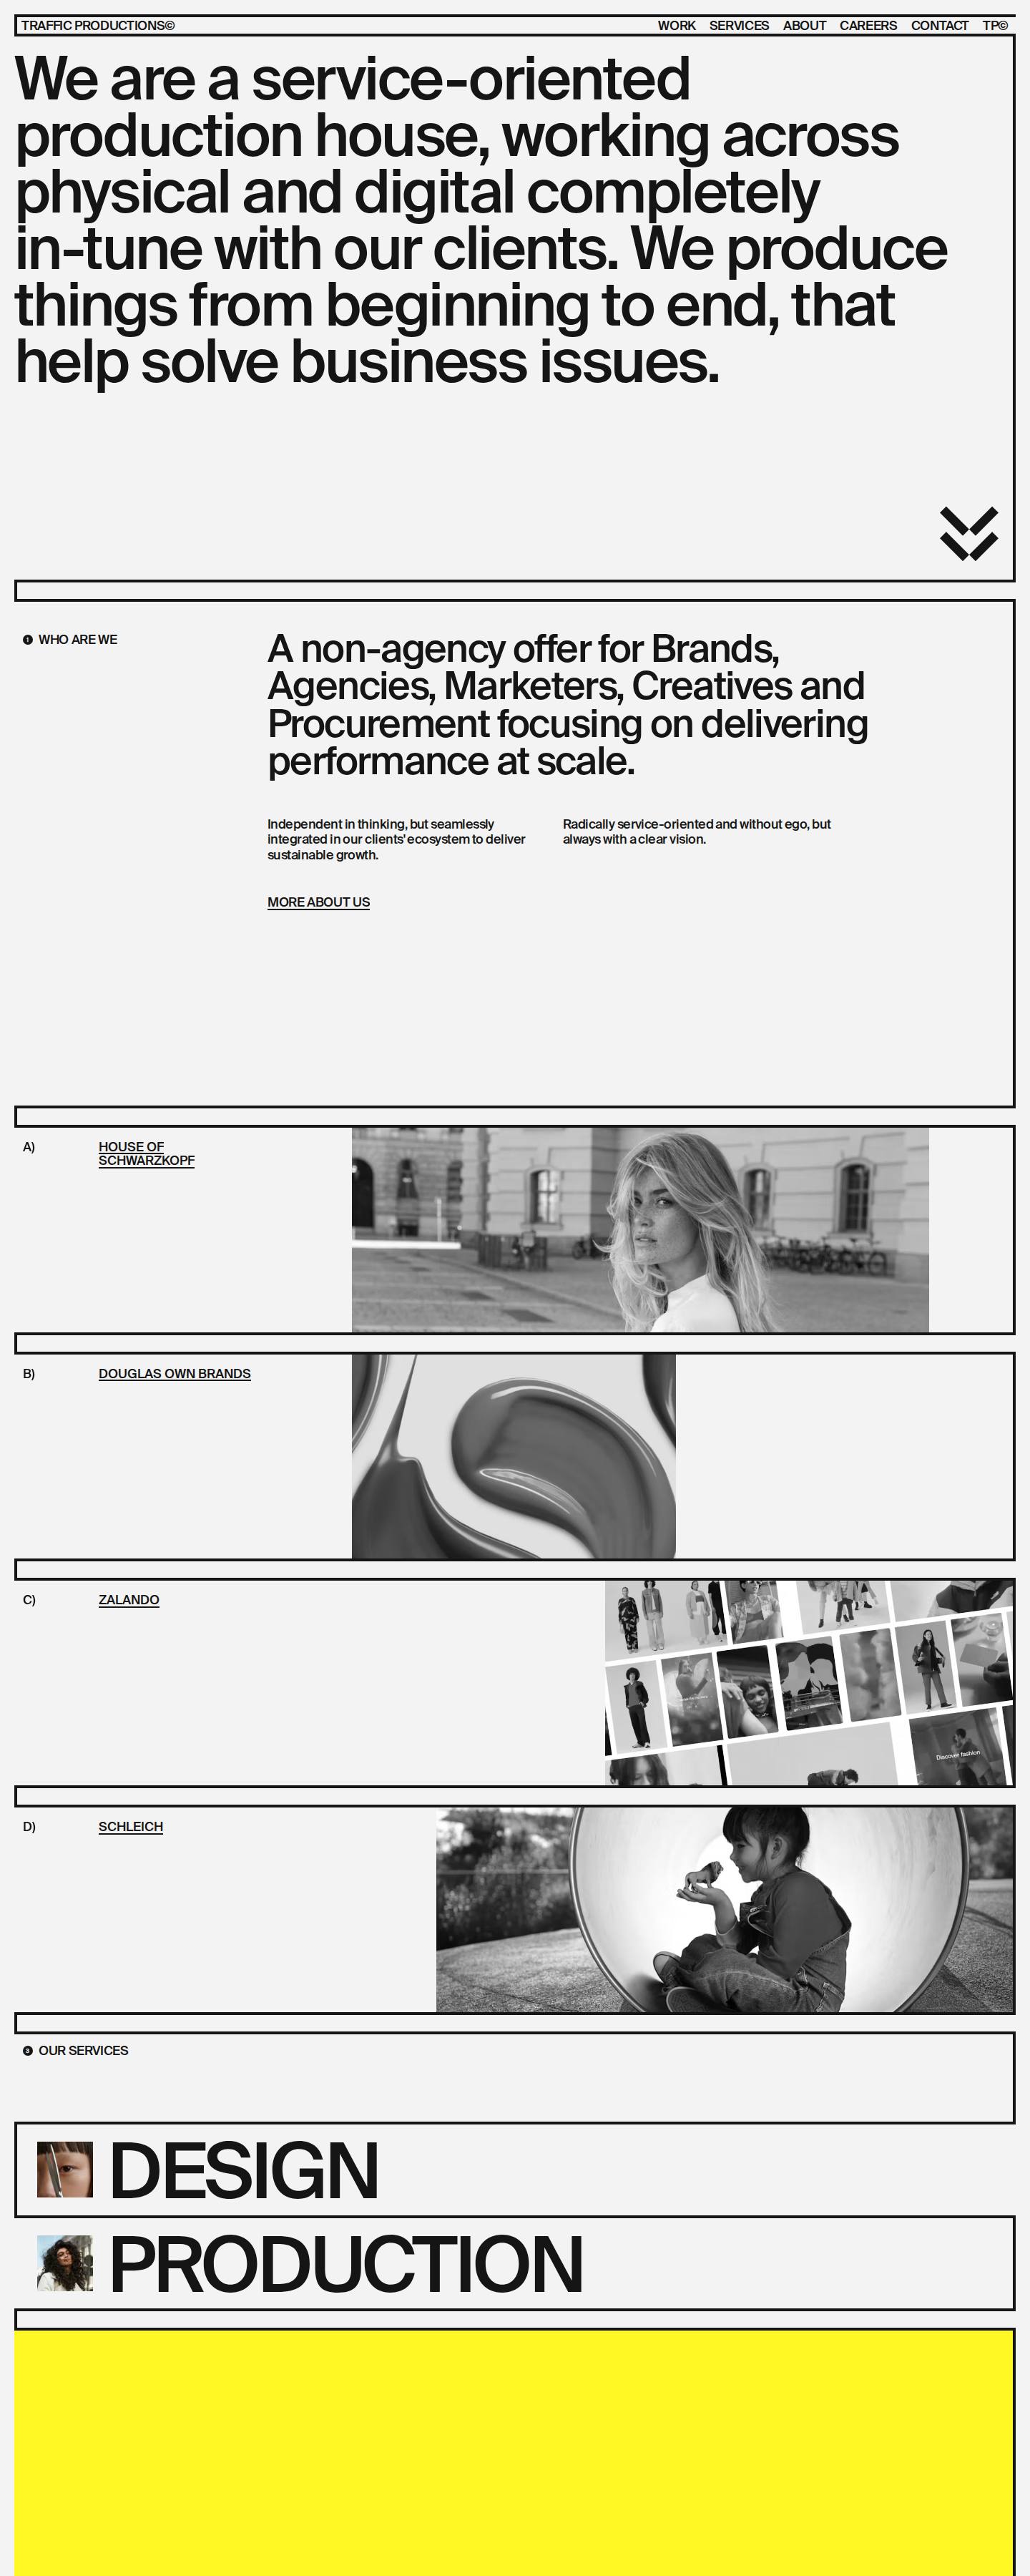 TRAFFIC PRODUCTIONS©
WORK SERVICES ABOUT CAREERS CONTACT TP©
We are a service-oriented
production house, working across
physical and digital completely
in-tune with our clients. We produce
things from beginning to end, that
help solve business issues.
1 WHO ARE WE
A non-agency offer for Brands,
Agencies, Marketers, Creatives and
Procurement focusing on delivering
performance at scale.
Independent in thinking, but seamlessly
integrated in our clients' ecosystem to deliver
sustainable growth.
Radically service-oriented and without ego, but
always with a clear vision.
MORE ABOUT US
A)
HOUSE OF
SCHWARZKOPF
B)
DOUGLAS OWN BRANDS
C)
ZALANDO
Discover fashion
D)
SCHLEICH
OUR SERVICES
DESIGN
PRODUCTION